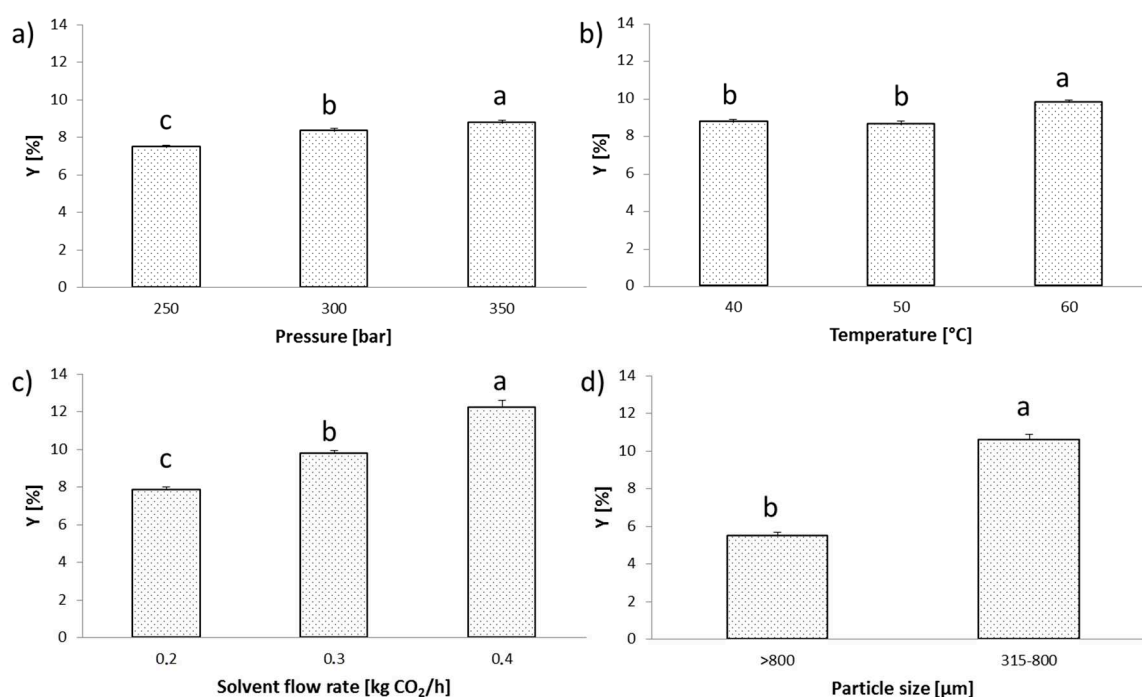 a)
14
12
10
8
6
4
2
0
Y [%]
c
b
a
250 300 350
Pressure [bar]
b)
14
12
10
8
6
4
2
0
Y [%]
b
b
a
40 50 60
Temperature [°C]
c)
14
12
10
8
6
4
2
0
Y [%]
c
b
a
0.2 0.3 0.4
Solvent flow rate [kg CO₂/h]
d)
14
12
10
8
6
4
2
0
Y [%]
b
a
>800 315-800
Particle size [µm]